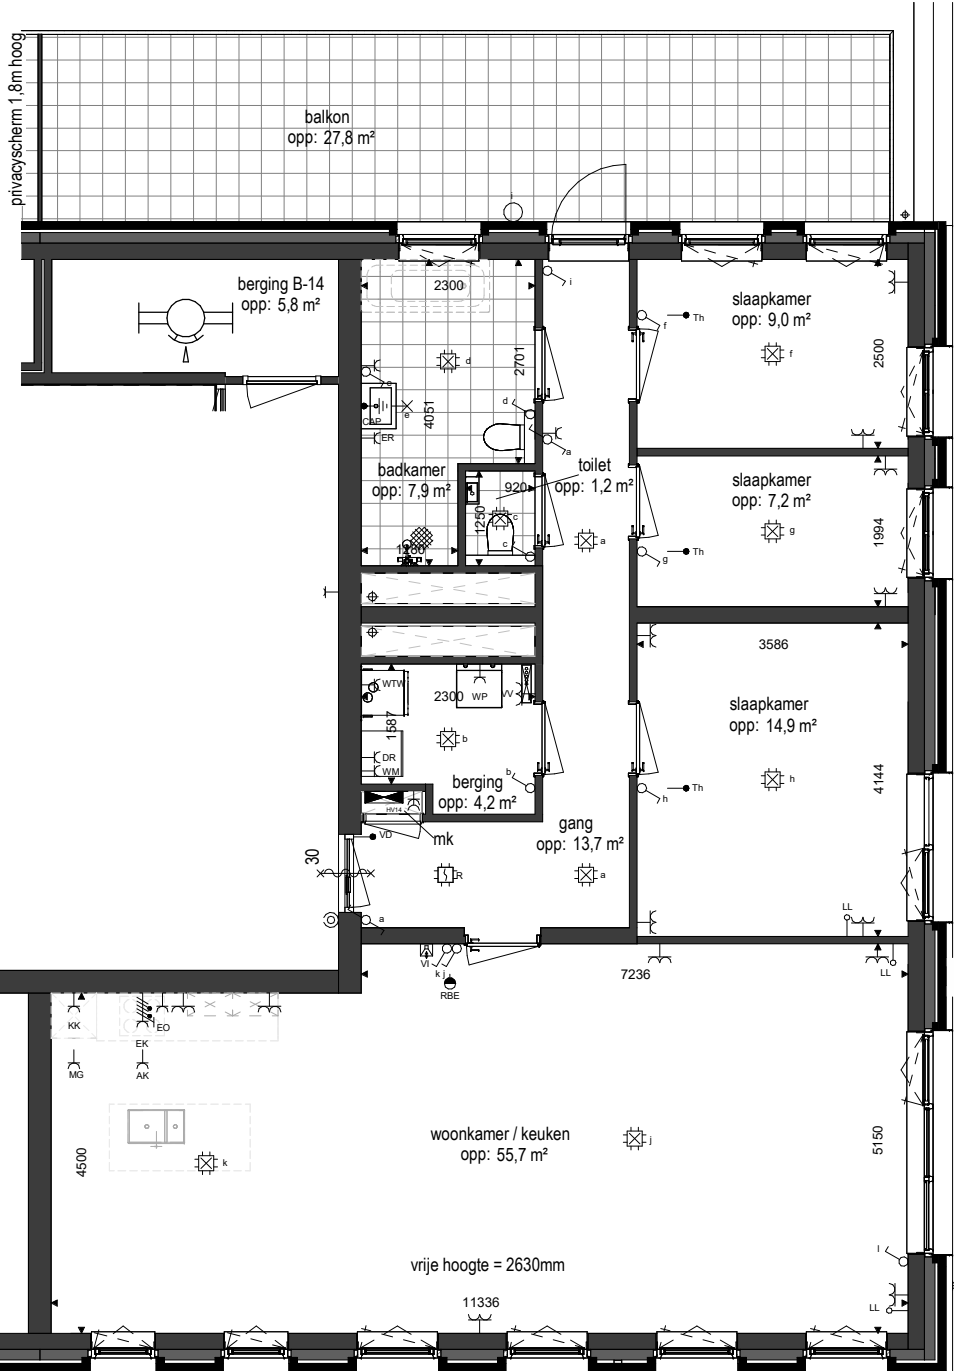 privacyscherm 1,8m hoog
balkon
opp: 27,8 m²
i
berging B-14
opp: 5,8 m²
2300
i
slaapkamer
opp: 9,0 m²
f
Th
f
2500
2701
d
e
CAP
e
4051
d
ER
a
badkamer
opp: 7,9 m²
toilet
opp: 1,2 m²
920
1250
c
c
1280
a
slaapkamer
opp: 7,2 m²
g
1994
g
Th
3586
WTW
2300
WP
VV
1587
b
DR
WM
b
berging
opp: 4,2 m²
HV14
mk
slaapkamer
opp: 14,9 m²
h
4144
h
Th
gang
opp: 13,7 m²
VD
30
R
a
a
LL
VI
k j
RBE
7236
LL
KK
EO
EK
MG
AK
woonkamer / keuken
opp: 55,7 m²
j
k
4500
5150
l
vrije hoogte = 2630mm
11336
LL